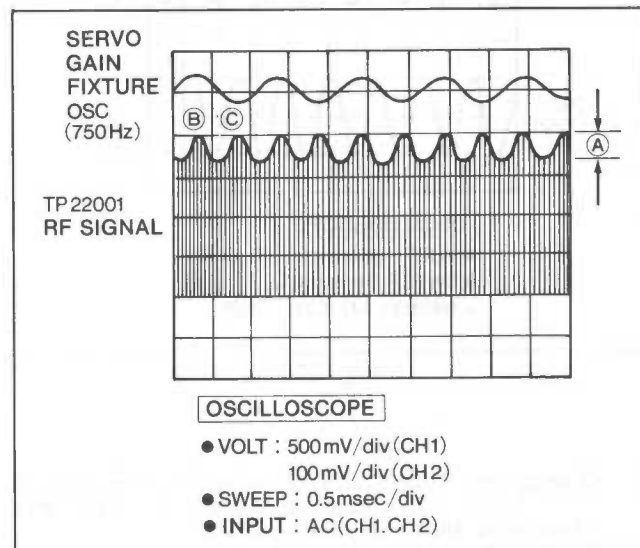 SERVO
GAIN
FIXTURE
OSC
(750Hz)
Ⓑ Ⓒ
Ⓐ
TP22001
RF SIGNAL
OSCILLOSCOPE
● VOLT : 500mV/div(CH1)
100mV/div(CH2)
● SWEEP : 0.5msec/div
● INPUT : AC(CH1.CH2)